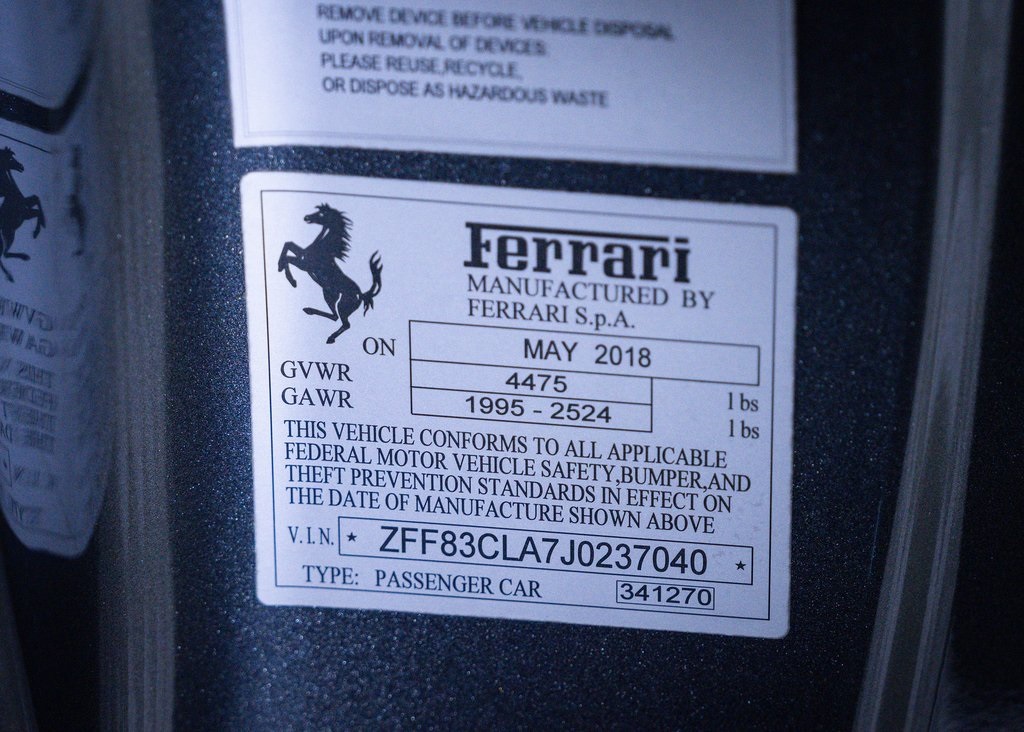 REMOVE DEVICE BEFORE VEHICLE DISPOSAL
UPON REMOVAL OF DEVICES:
PLEASE REUSE,RECYCLE,
OR DISPOSE AS HAZARDOUS WASTE
Ferrari
MANUFACTURED BY
FERRARI S.p.A.
ON MAY 2018
GVWR 4475 lbs
GAWR 1995 - 2524 lbs
THIS VEHICLE CONFORMS TO ALL APPLICABLE
FEDERAL MOTOR VEHICLE SAFETY,BUMPER,AND
THEFT PREVENTION STANDARDS IN EFFECT ON
THE DATE OF MANUFACTURE SHOWN ABOVE
V.I.N. * ZFF83CLA7J0237040 *
TYPE: PASSENGER CAR 341270